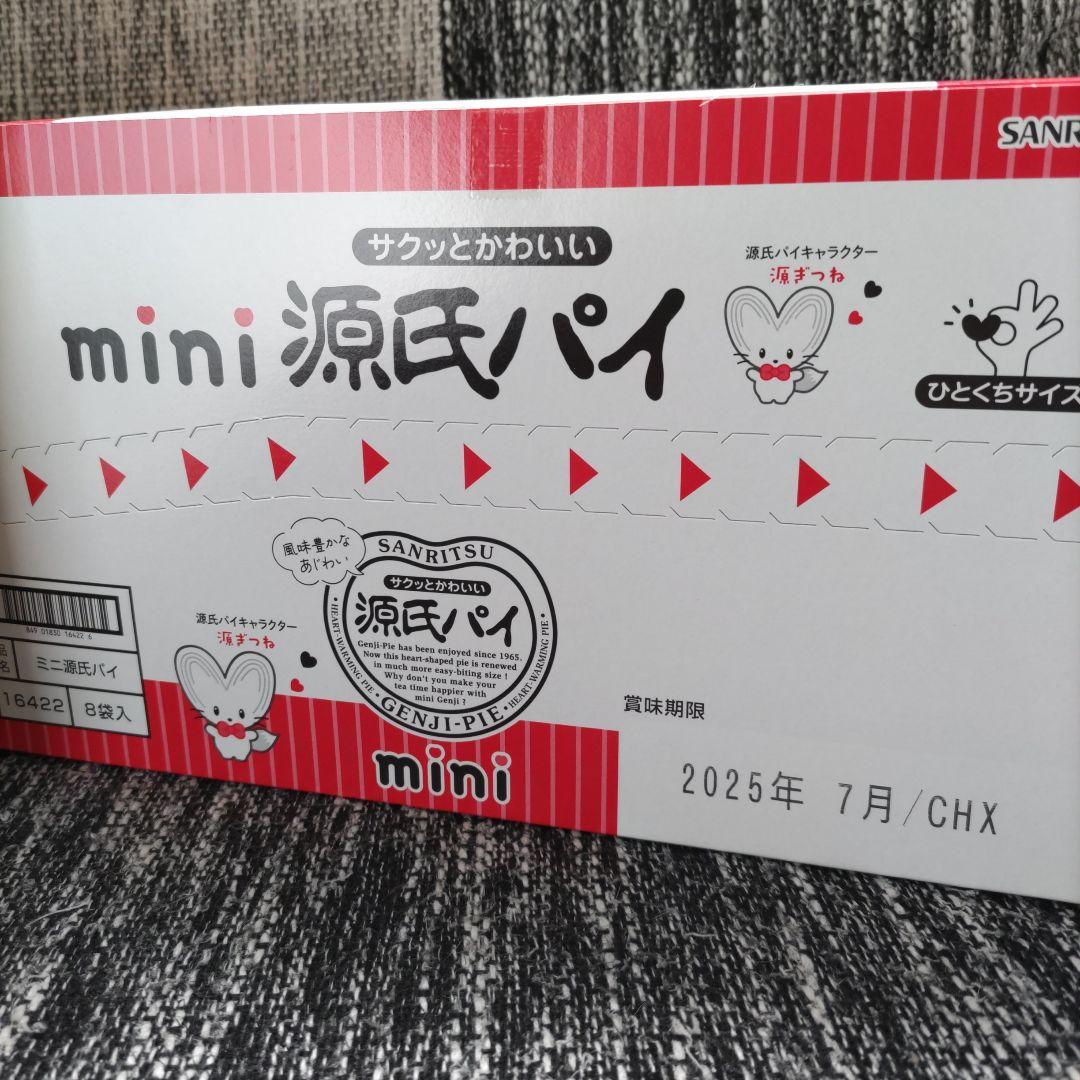 SANR
サクッとかわいい
mini 源氏パイ
源氏パイキャラクター
源ぎつね
ひとくちサイズ
風味豊かな
あじわい
SANRITSU
サクッとかわいい
源氏パイ
Genji-Pie has been enjoyed since 1965.
Now this heart-shaped pie is renewed
in much more easy-biting size !
Why don't you make your
tea time happier with
mini Genji ?
・HEART-WARMING PIE・
・HEART-WARMING PIE・
GENJI-PIE
mini
源氏パイキャラクター
源ぎつね
849 01830 16422 6
品
名
ミニ源氏パイ
16422
8袋入
賞味期限
2025年 7月/CHX